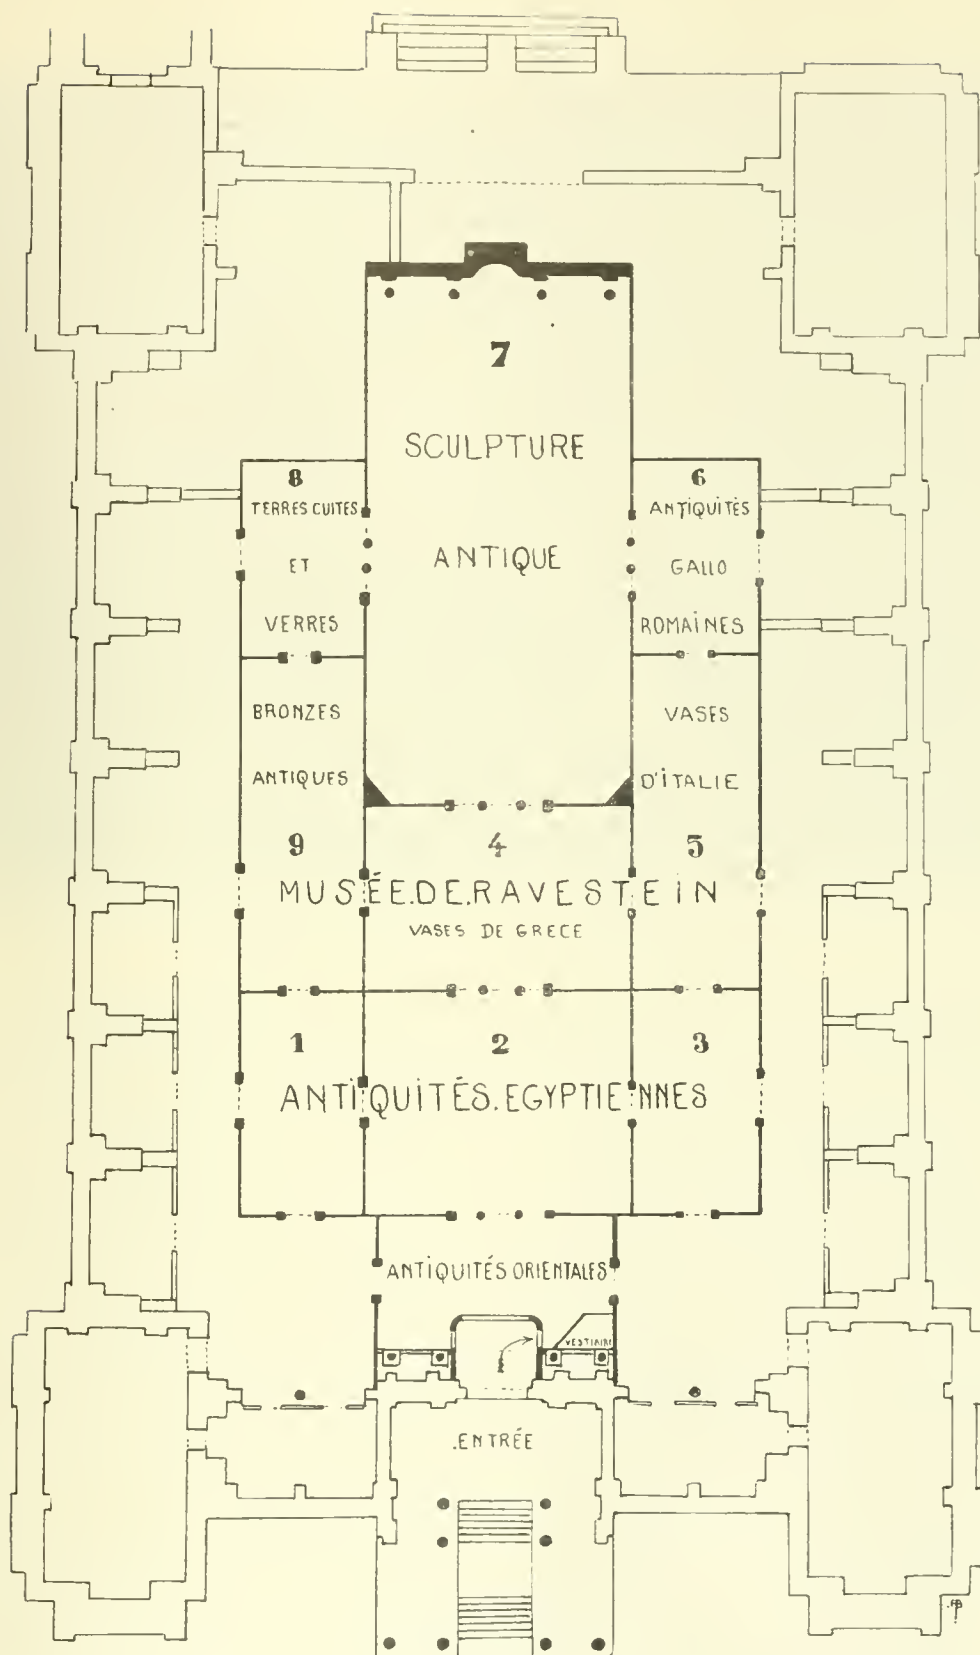 7
SCULPTURE
ANTIQUE
8
TERRES CUITES
ET
VERRES
6
ANTIQUITÉS
GALLO
ROMAINES
BRONZES
ANTIQUES
9
VASES
D'ITALIE
5
4
MUSÉE.DE.RAVESTEIN
VASES DE GRECE
1 2 3
ANTIQUITÉS.EGYPTIENNES
ANTIQUITÉS ORIENTALES
VESTIAIRE
.ENTRÉE